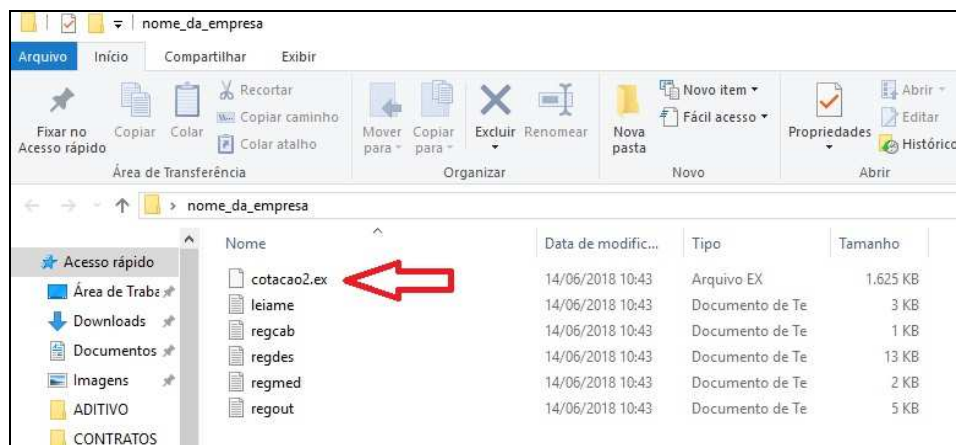 nome_da_empresa
Arquivo Início Compartilhar Exibir
Fixar no Acesso rápido
Copiar
Colar
Recortar
Copiar caminho
Colar atalho
Área de Transferência
Mover para
Copiar para
Excluir
Renomear
Organizar
Nova pasta
Novo item
Fácil acesso
Novo
Propriedades
Abrir
Editar
Histórico
Abrir
nome_da_empresa
Acesso rápido
Área de Traba
Downloads
Documentos
Imagens
ADITIVO
CONTRATOS
Nome Data de modific... Tipo Tamanho
cotacao2.ex 14/06/2018 10:43 Arquivo EX 1.625 KB
leiame 14/06/2018 10:43 Documento de Te 3 KB
regcab 14/06/2018 10:43 Documento de Te 1 KB
regdes 14/06/2018 10:43 Documento de Te 13 KB
regmed 14/06/2018 10:43 Documento de Te 2 KB
regout 14/06/2018 10:43 Documento de Te 5 KB